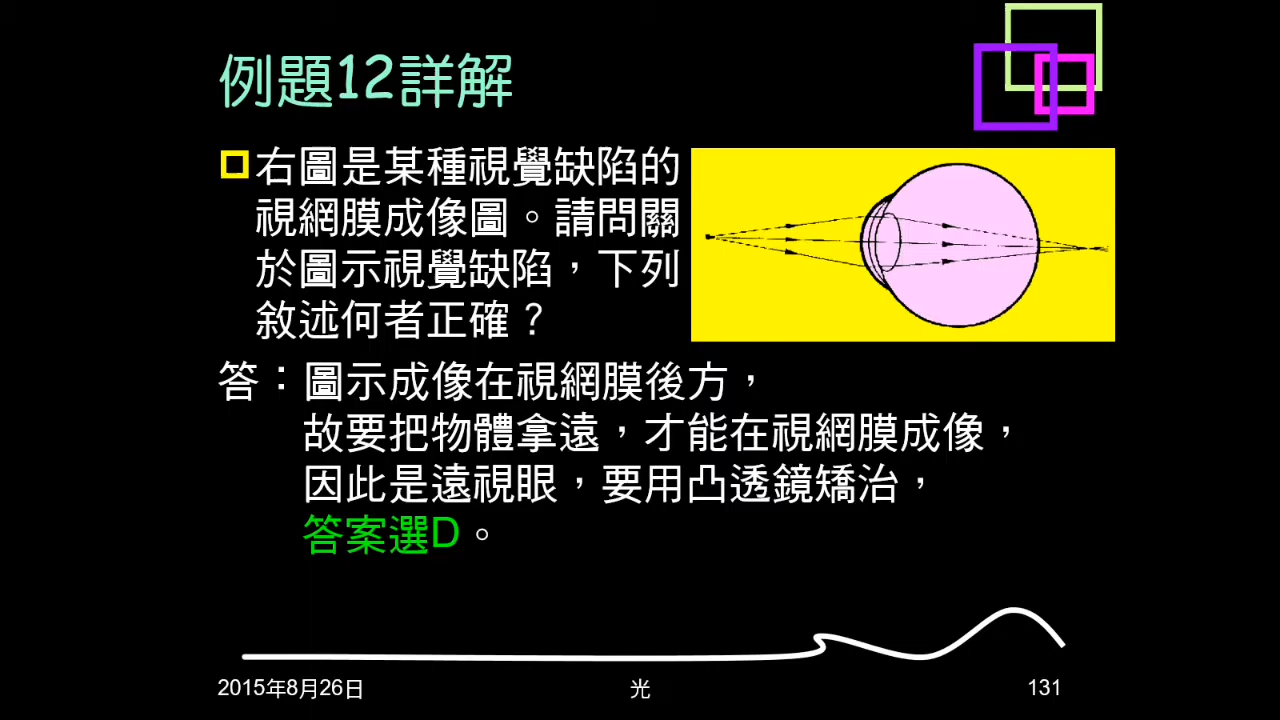 例題12詳解
右圖是某種視覺缺陷的
視網膜成像圖。請問關
於圖示視覺缺陷，下列
敘述何者正確？
答：圖示成像在視網膜後方，
故要把物體拿遠，才能在視網膜成像，
因此是遠視眼，要用凸透鏡矯治，
答案選D。
2015年8月26日
光
131